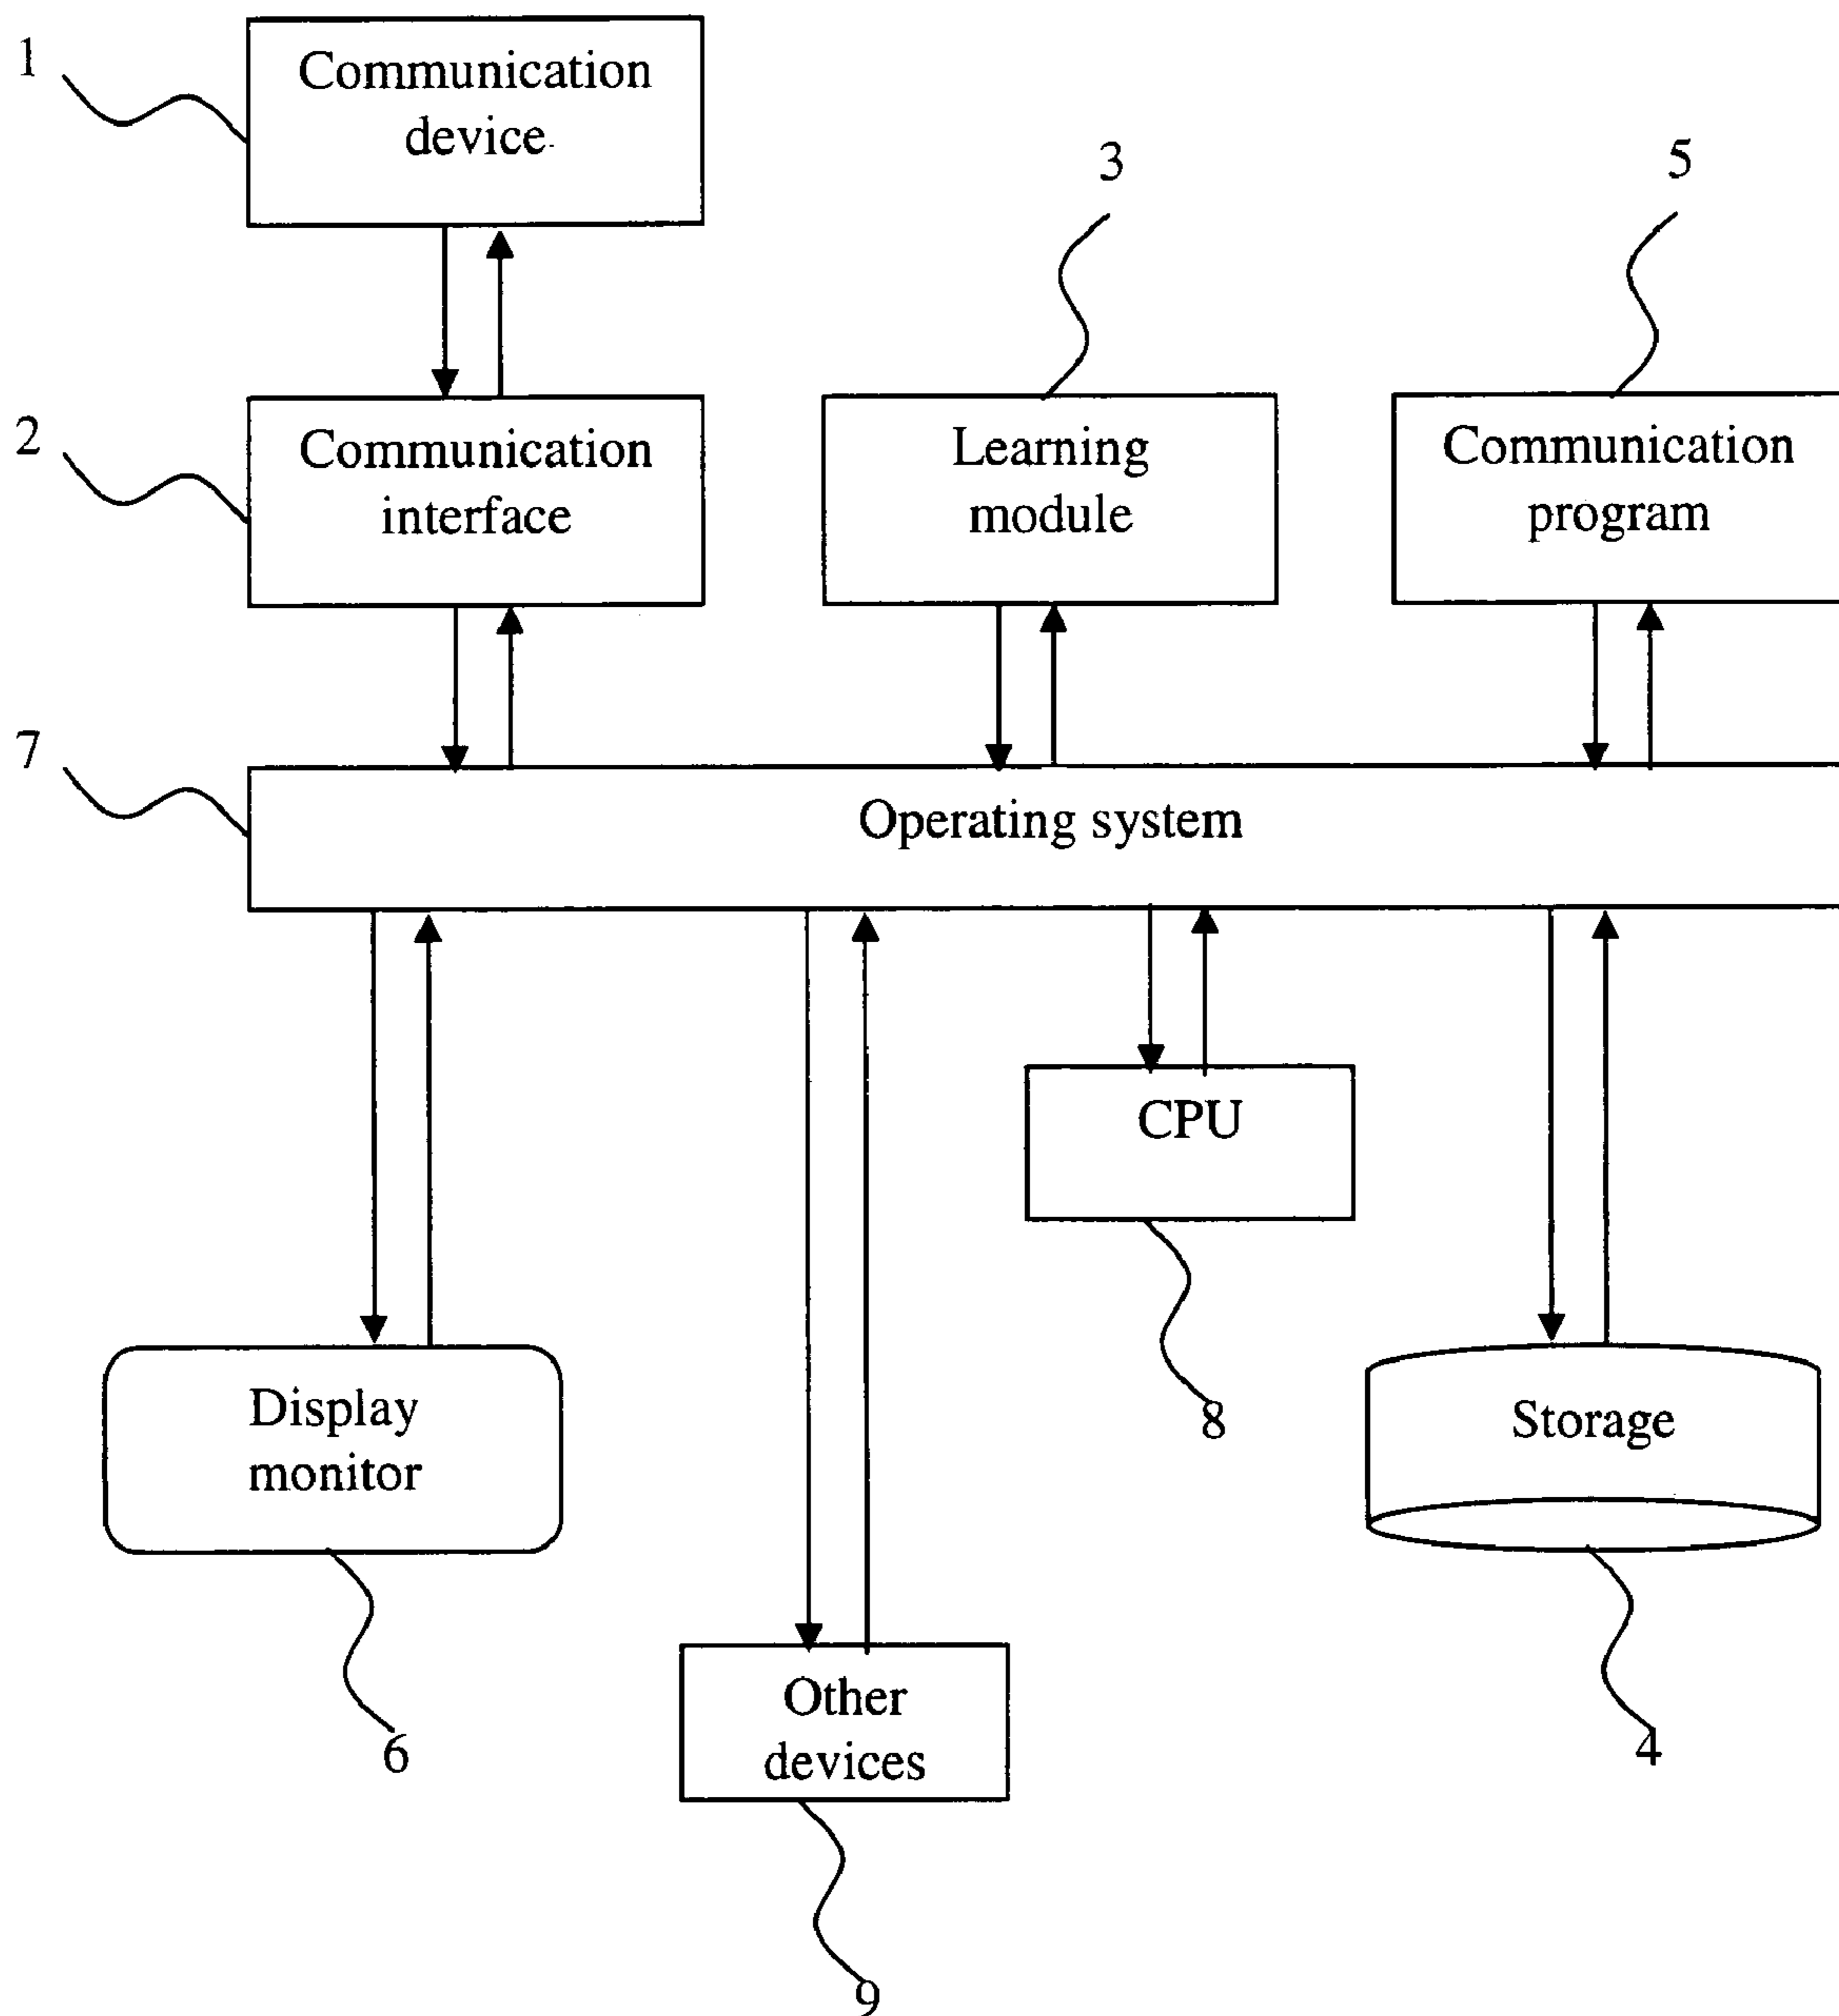 1
Communication
device
3
5
2
Communication
interface
Learning
module
Communication
program
7
Operating system
CPU
8
Display
monitor
Storage
6
Other
devices
4
9